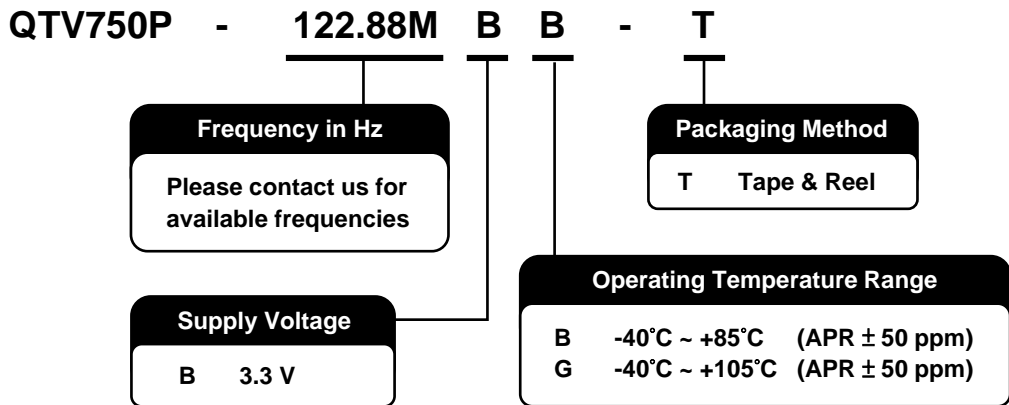 QTV750P - 122.88M B B - T
Frequency in Hz
Please contact us for
available frequencies
Packaging Method
T Tape & Reel
Supply Voltage
B 3.3 V
Operating Temperature Range
B -40°C ~ +85°C (APR ± 50 ppm)
G -40°C ~ +105°C (APR ± 50 ppm)